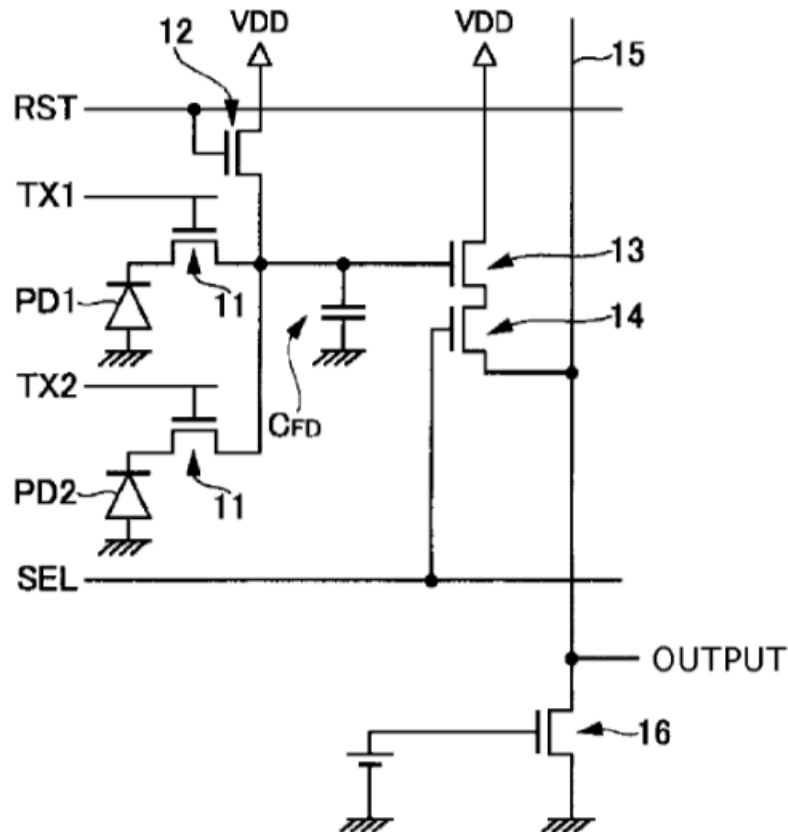 12
VDD
VDD
15
RST
TX1
11
13
PD1
14
TX2
CFD
11
PD2
SEL
OUTPUT
16